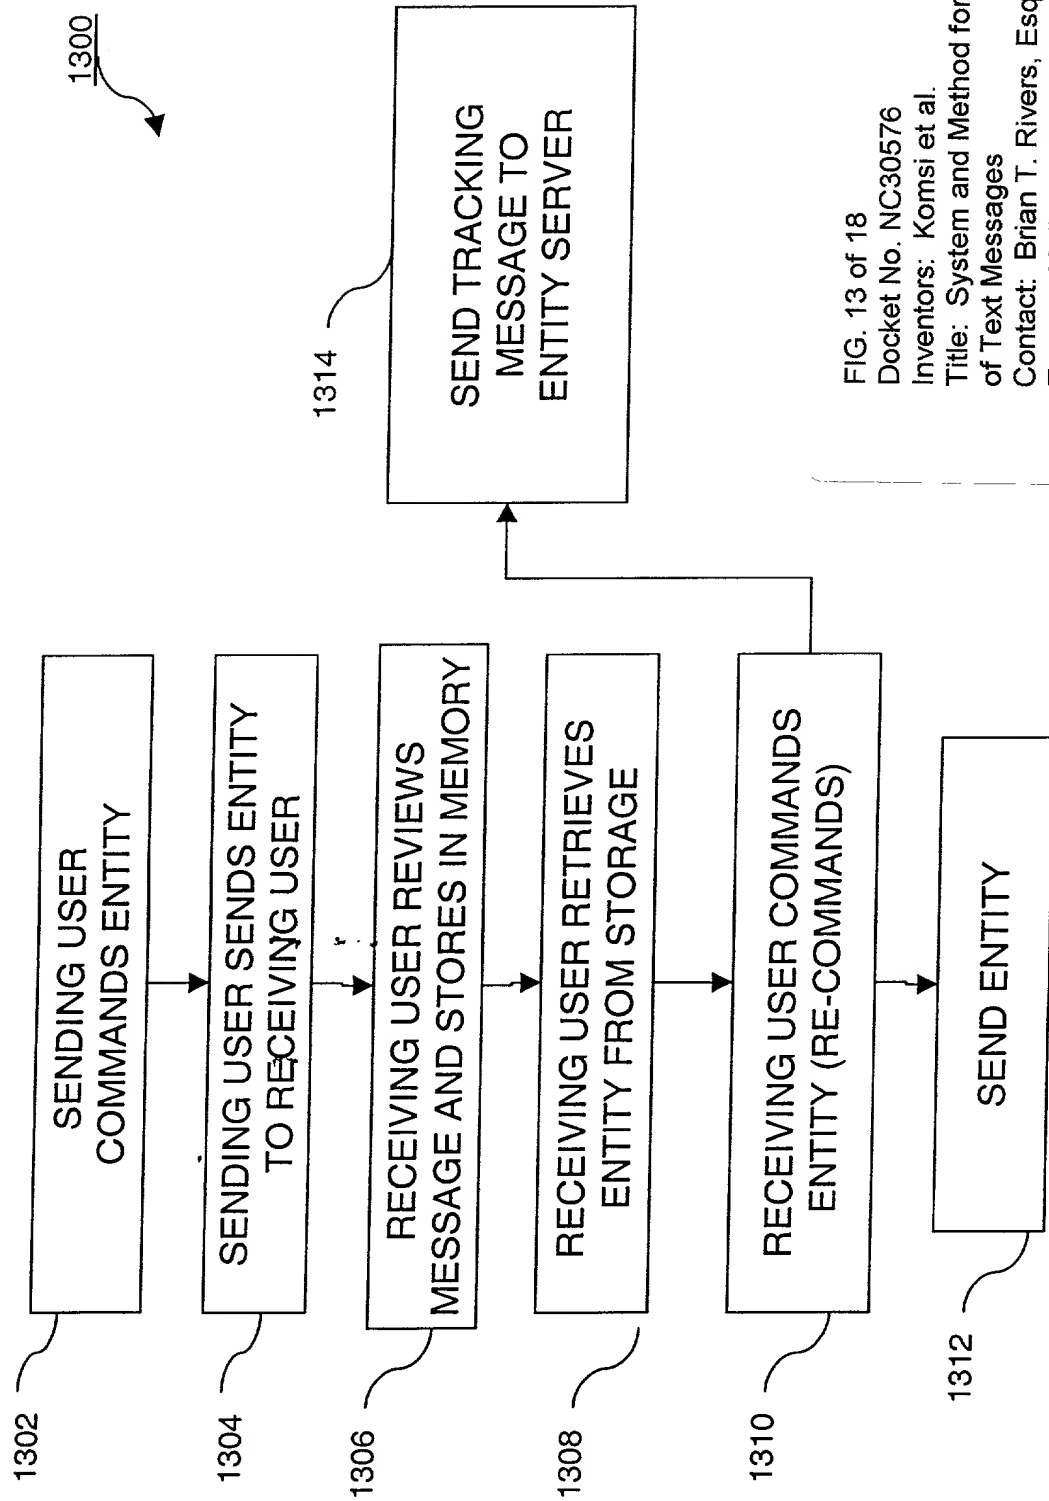 1300
1302
SENDING USER
COMMANDS ENTITY
1304
SENDING USER SENDS ENTITY
TO RECEIVING USER
1306
RECEIVING USER REVIEWS
MESSAGE AND STORES IN MEMORY
1308
RECEIVING USER RETRIEVES
ENTITY FROM STORAGE
1310
RECEIVING USER COMMANDS
ENTITY (RE-COMMANDS)
1312
SEND ENTITY
1314
SEND TRACKING
MESSAGE TO
ENTITY SERVER
FIG. 13 of 18
Docket No. NC30576
Inventors: Komsi et al.
Title: System and Method for
of Text Messages
Contact: Brian T. Rivers, Esq